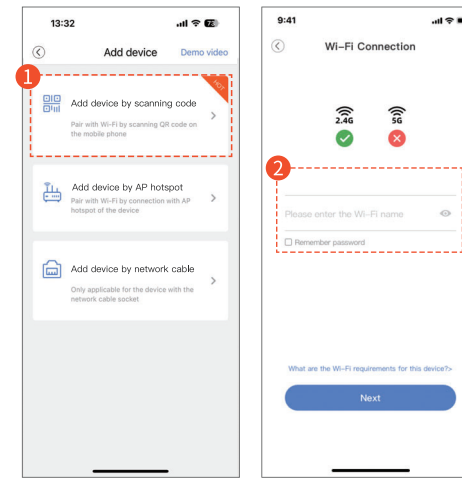 13:32
73
Add device
Demo video
1
HOT
Add device by scanning code
Pair with Wi-Fi by scanning QR code on
the mobile phone
Add device by AP hotspot
Pair with Wi-Fi by connection with AP
hotspot of the device
Add device by network cable
Only applicable for the device with the
network cable socket
9:41
Wi-Fi Connection
2.4G
5G
2
Please enter the Wi-Fi name
Remember password
What are the Wi-Fi requirements for this device?>
Next